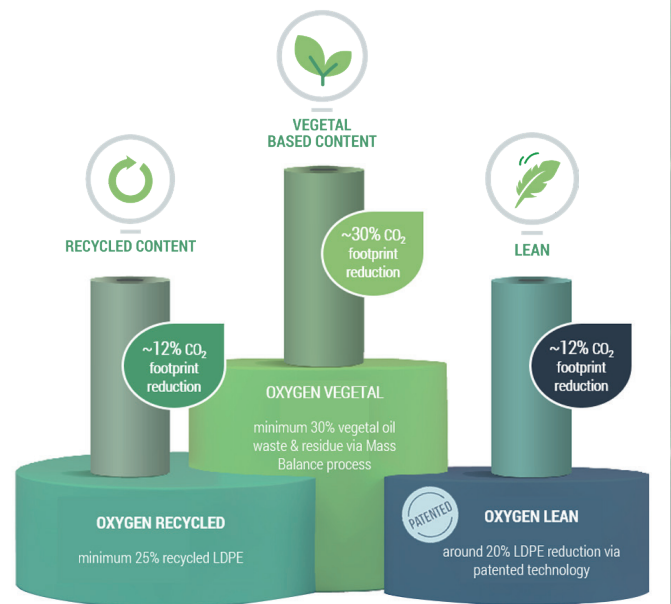 VEGETAL
BASED CONTENT
RECYCLED CONTENT
LEAN
~30% CO₂
footprint
reduction
~12% CO₂
footprint
reduction
~12% CO₂
footprint
reduction
OXYGEN VEGETAL
minimum 30% vegetal oil
waste & residue via Mass
Balance process
OXYGEN RECYCLED
minimum 25% recycled LDPE
PATENTED
OXYGEN LEAN
around 20% LDPE reduction via
patented technology